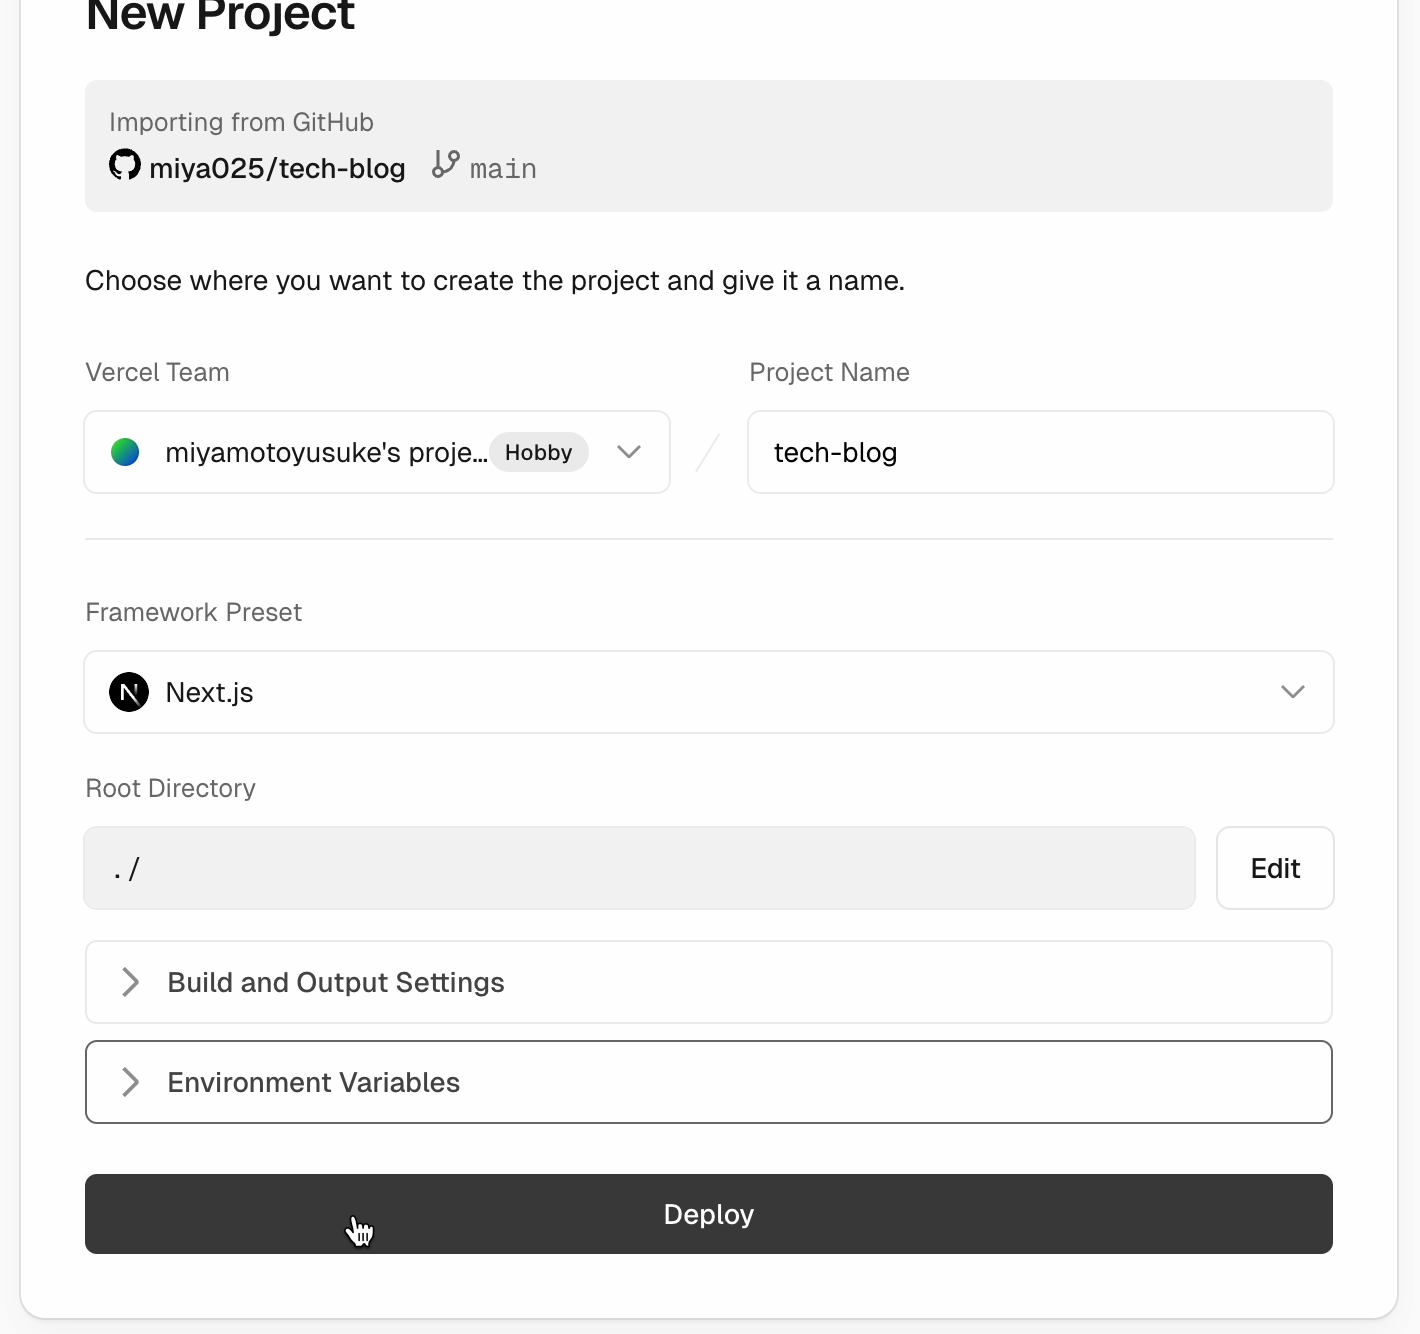 New Project
Importing from GitHub
miya025/tech-blog main
Choose where you want to create the project and give it a name.
Vercel Team
Project Name
miyamotoyusuke's proje... Hobby
/
tech-blog
Framework Preset
N Next.js
Root Directory
./
Edit
Build and Output Settings
Environment Variables
Deploy